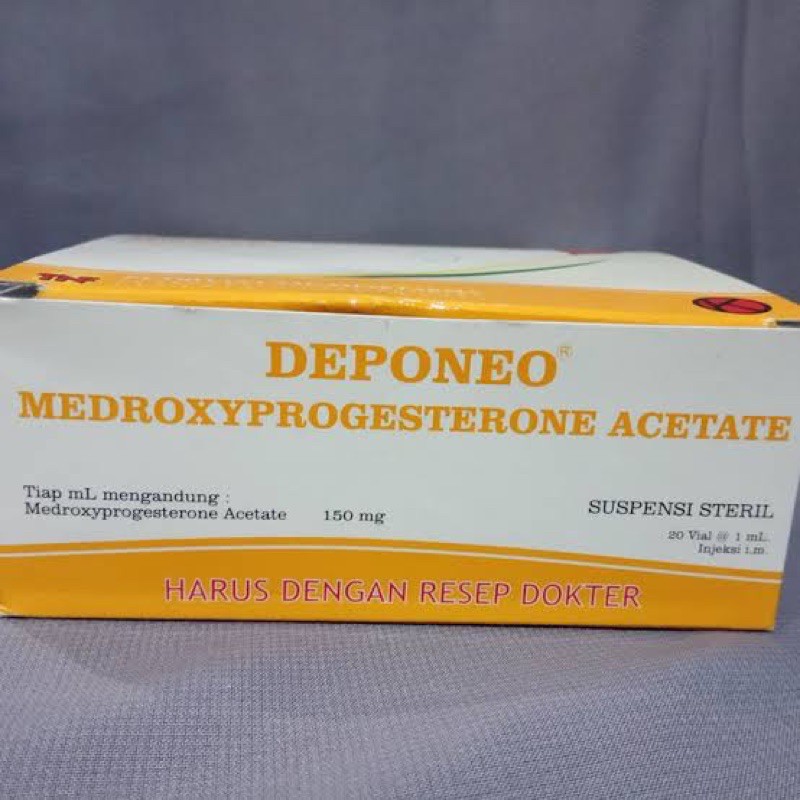 DEPONEO®
MEDROXYPROGESTERONE ACETATE
Tiap mL mengandung :
Medroxyprogesterone Acetate 150 mg
SUSPENSI STERIL
20 Vial @ 1 mL.
Injeksi i.m.
HARUS DENGAN RESEP DOKTER